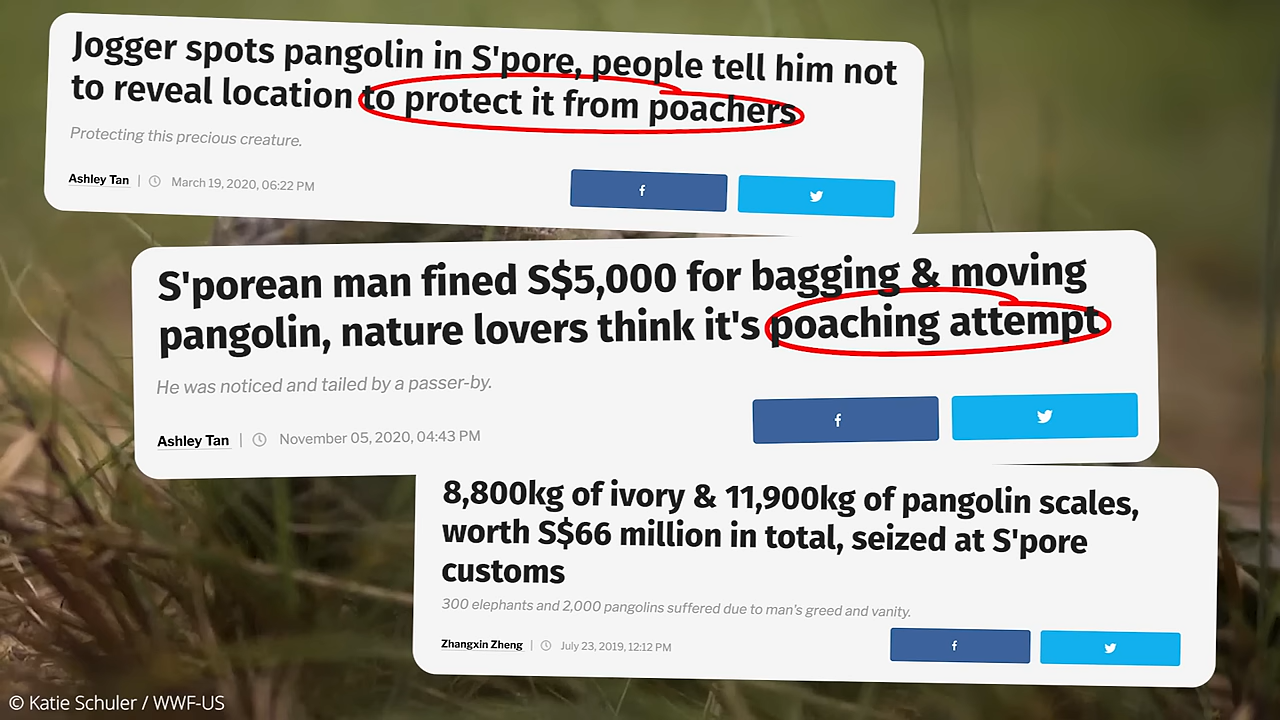 Jogger spots pangolin in S'pore, people tell him not
to reveal location to protect it from poachers
Protecting this precious creature.
Ashley Tan | March 19, 2020, 06:22 PM
S'porean man fined S$5,000 for bagging & moving
pangolin, nature lovers think it's poaching attempt
He was noticed and tailed by a passer-by.
Ashley Tan | November 05, 2020, 04:43 PM
8,800kg of ivory & 11,900kg of pangolin scales,
worth S$66 million in total, seized at S'pore
customs
300 elephants and 2,000 pangolins suffered due to man's greed and vanity.
Zhangxin Zheng | July 23, 2019, 12:12 PM
© Katie Schuler / WWF-US